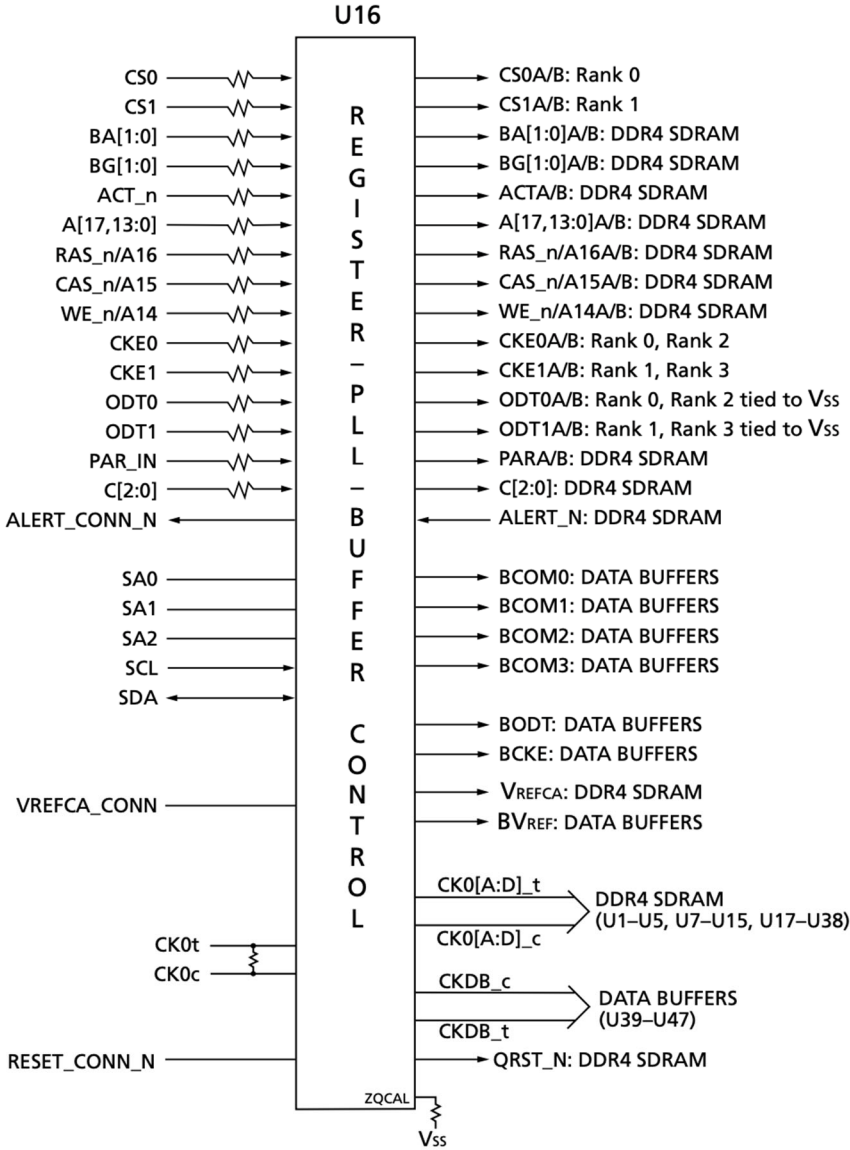 U16
CS0
CS1
BA[1:0]
BG[1:0]
ACT_n
A[17,13:0]
RAS_n/A16
CAS_n/A15
WE_n/A14
CKE0
CKE1
ODT0
ODT1
PAR_IN
C[2:0]
ALERT_CONN_N
SA0
SA1
SA2
SCL
SDA
VREFCA_CONN
CK0t
CK0c
RESET_CONN_N
REGISTER–PLL–BUFFER CONTROL
ZQCAL
VSS
CS0A/B: Rank 0
CS1A/B: Rank 1
BA[1:0]A/B: DDR4 SDRAM
BG[1:0]A/B: DDR4 SDRAM
ACTA/B: DDR4 SDRAM
A[17,13:0]A/B: DDR4 SDRAM
RAS_n/A16A/B: DDR4 SDRAM
CAS_n/A15A/B: DDR4 SDRAM
WE_n/A14A/B: DDR4 SDRAM
CKE0A/B: Rank 0, Rank 2
CKE1A/B: Rank 1, Rank 3
ODT0A/B: Rank 0, Rank 2 tied to VSS
ODT1A/B: Rank 1, Rank 3 tied to VSS
PARA/B: DDR4 SDRAM
C[2:0]: DDR4 SDRAM
ALERT_N: DDR4 SDRAM
BCOM0: DATA BUFFERS
BCOM1: DATA BUFFERS
BCOM2: DATA BUFFERS
BCOM3: DATA BUFFERS
BODT: DATA BUFFERS
BCKE: DATA BUFFERS
VREFCA: DDR4 SDRAM
BVREF: DATA BUFFERS
CK0[A:D]_t
CK0[A:D]_c
DDR4 SDRAM
(U1–U5, U7–U15, U17–U38)
CKDB_c
CKDB_t
DATA BUFFERS
(U39–U47)
QRST_N: DDR4 SDRAM